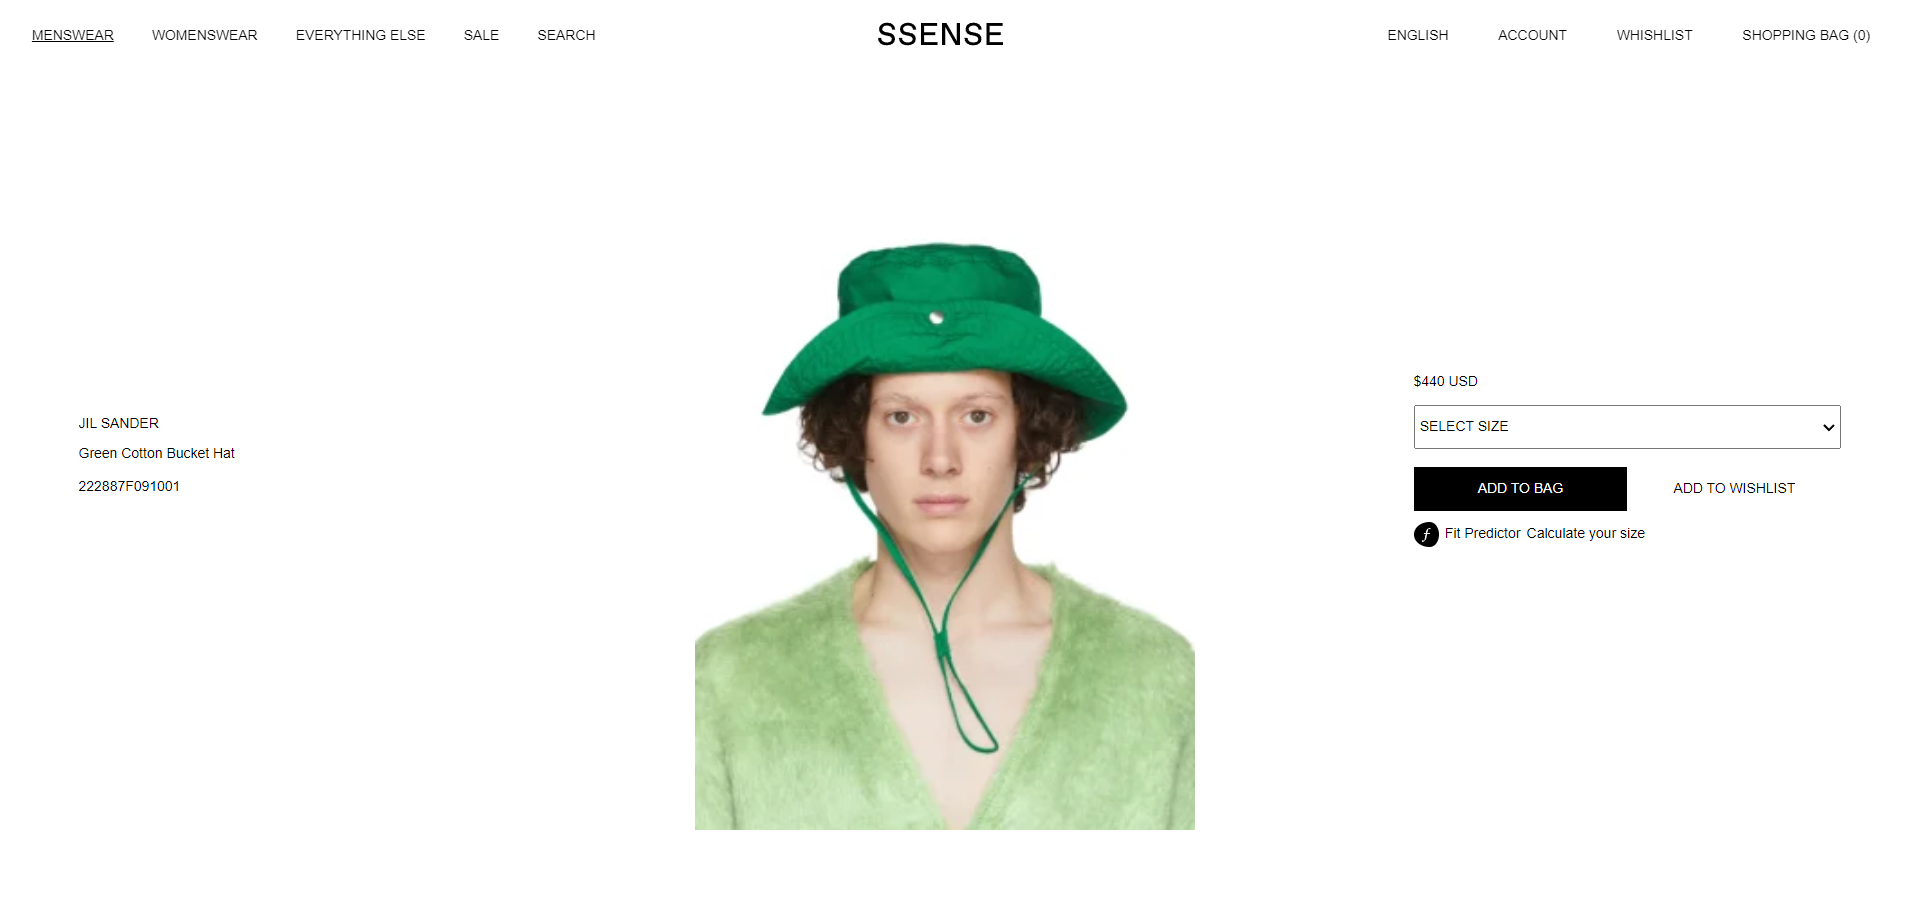 MENSWEAR WOMENSWEAR EVERYTHING ELSE SALE SEARCH SSENSE ENGLISH ACCOUNT WHISHLIST SHOPPING BAG (0)
JIL SANDER
Green Cotton Bucket Hat
222887F091001
$440 USD
SELECT SIZE
ADD TO BAG ADD TO WISHLIST
f Fit Predictor Calculate your size